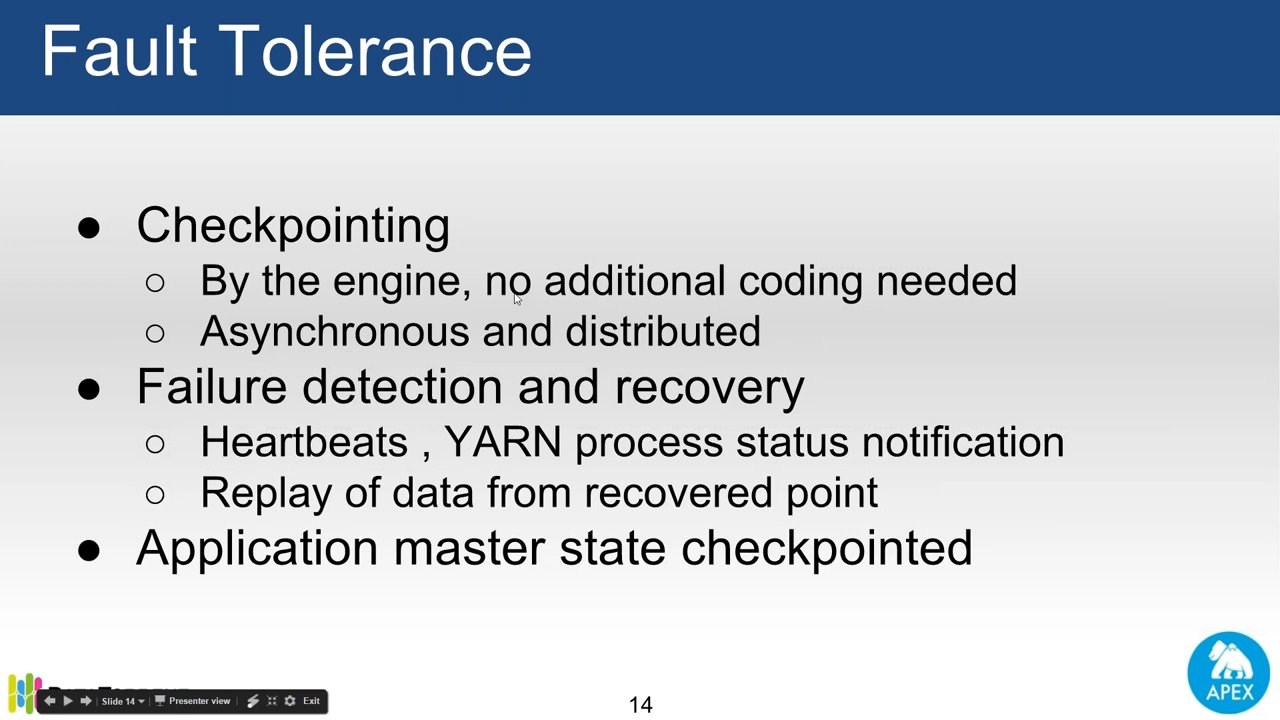 Fault Tolerance
● Checkpointing
○ By the engine, no additional coding needed
○ Asynchronous and distributed
● Failure detection and recovery
○ Heartbeats , YARN process status notification
○ Replay of data from recovered point
● Application master state checkpointed
Slide 14
Presenter view
Exit
14
APEX